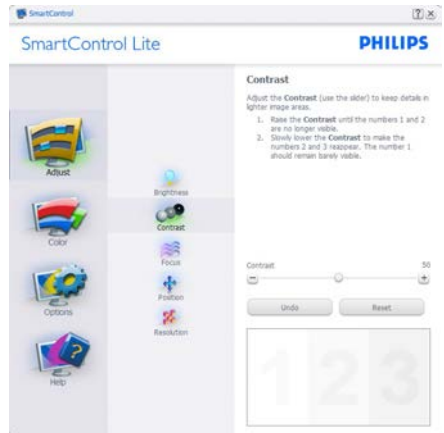 SmartControl
SmartControl Lite
PHILIPS
Adjust
Color
Options
Help
Brightness
Contrast
Focus
Position
Resolution
Contrast
Adjust the Contrast (use the slider) to keep details in
lighter image areas.
1. Raise the Contrast until the numbers 1 and 2
are no longer visible.
2. Slowly lower the Contrast to make the
numbers 2 and 3 reappear. The number 1
should remain barely visible.
Contrast 50
Undo Reset
1 2 3